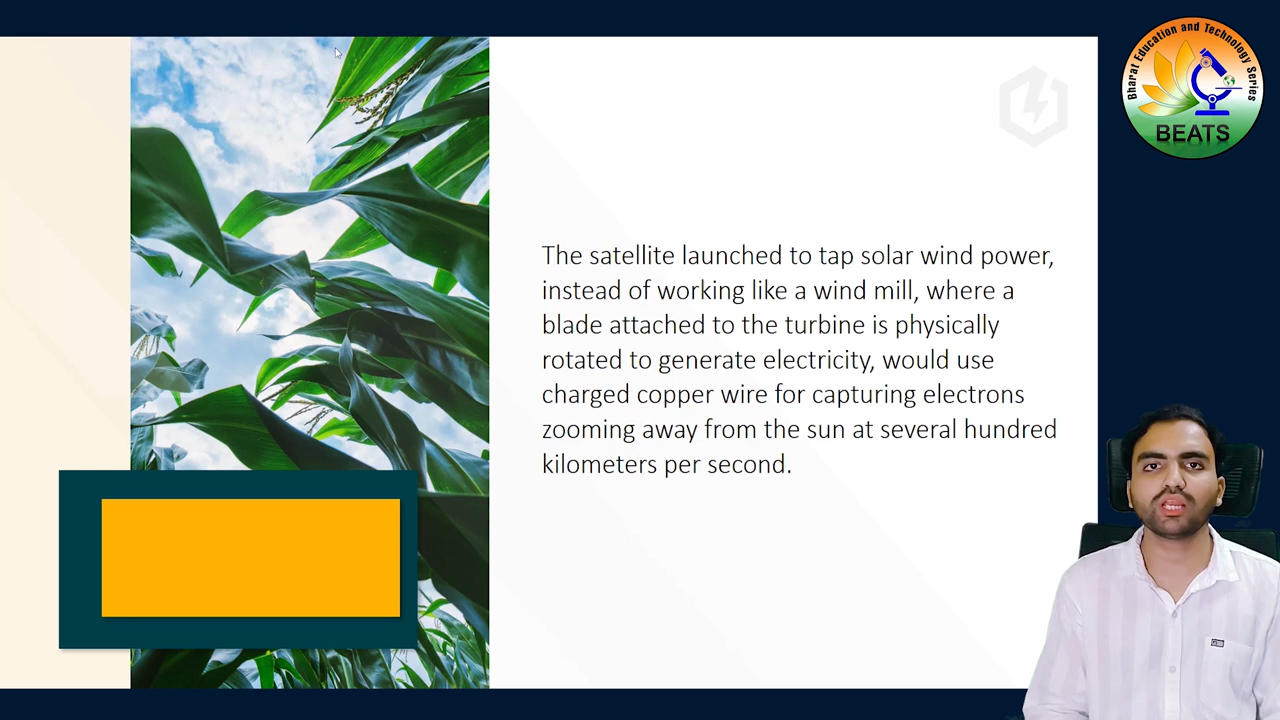 Bharat Education and Technology Series
BEATS
The satellite launched to tap solar wind power,
instead of working like a wind mill, where a
blade attached to the turbine is physically
rotated to generate electricity, would use
charged copper wire for capturing electrons
zooming away from the sun at several hundred
kilometers per second.